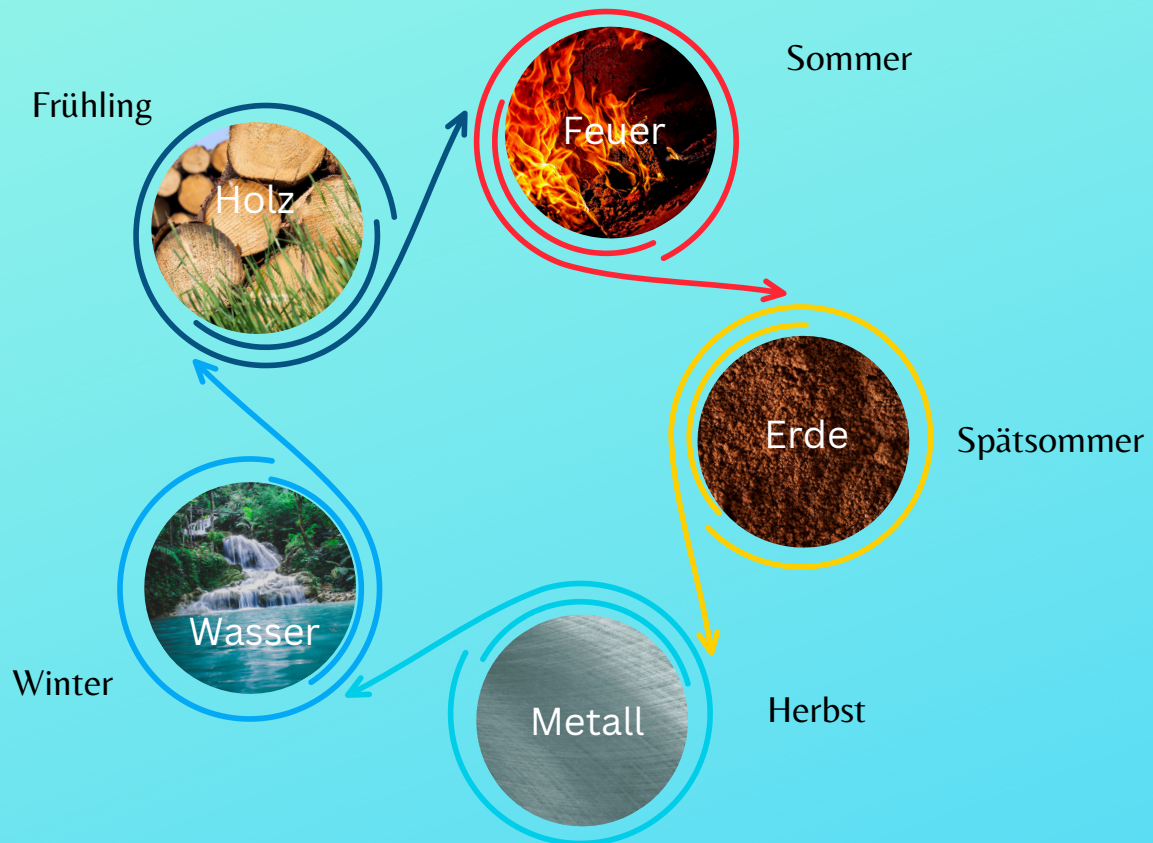 Sommer
Feuer
Frühling
Holz
Erde
Spätsommer
Wasser
Winter
Metall
Herbst